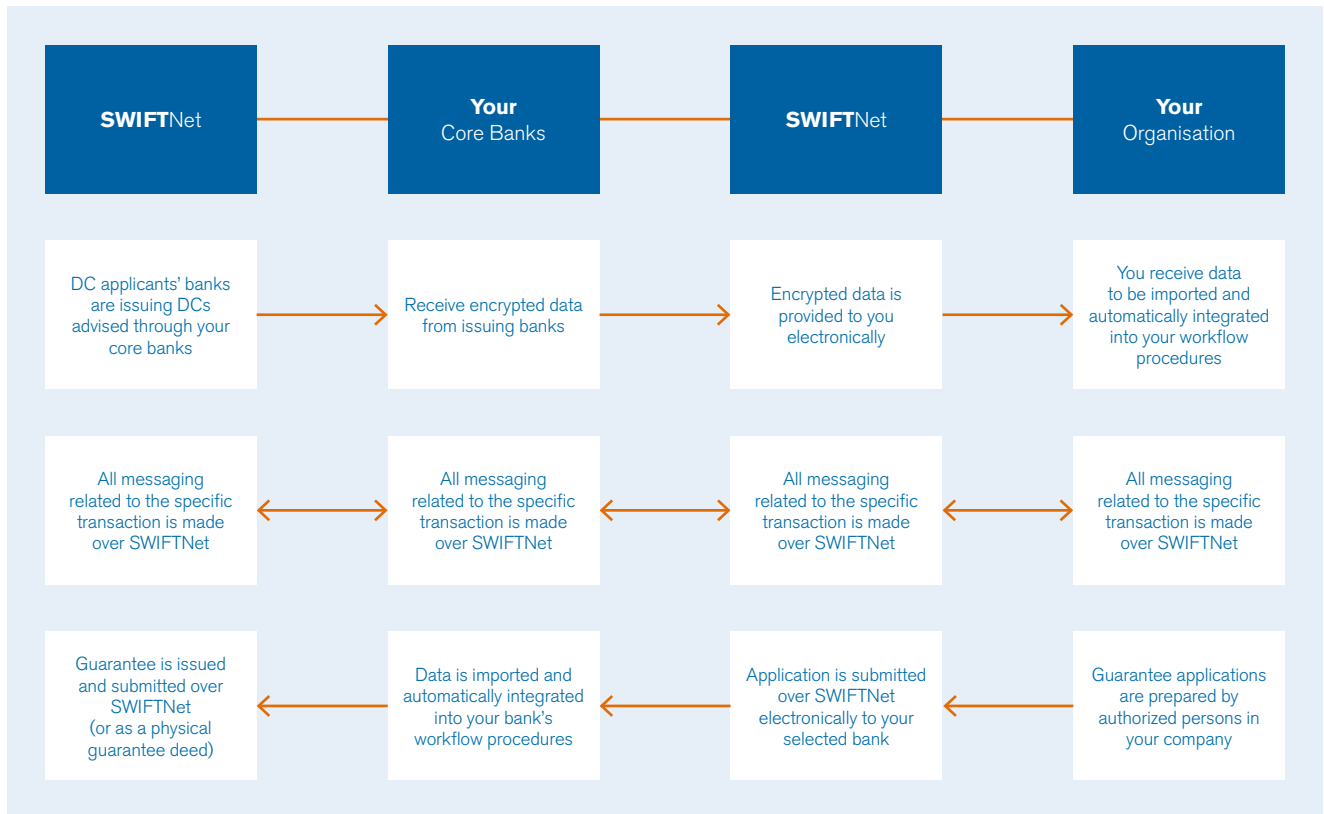 SWIFTNet
Your
Core Banks
SWIFTNet
Your
Organisation
DC applicants’ banks
are issuing DCs
advised through your
core banks
Receive encrypted data
from issuing banks
Encrypted data is
provided to you
electronically
You receive data
to be imported and
automatically integrated
into your workflow
procedures
All messaging
related to the specific
transaction is made
over SWIFTNet
All messaging
related to the specific
transaction is made
over SWIFTNet
All messaging
related to the specific
transaction is made
over SWIFTNet
All messaging
related to the specific
transaction is made
over SWIFTNet
Guarantee is issued
and submitted over
SWIFTNet
(or as a physical
guarantee deed)
Data is imported and
automatically integrated
into your bank’s
workflow procedures
Application is submitted
over SWIFTNet
electronically to your
selected bank
Guarantee applications
are prepared by
authorized persons in
your company